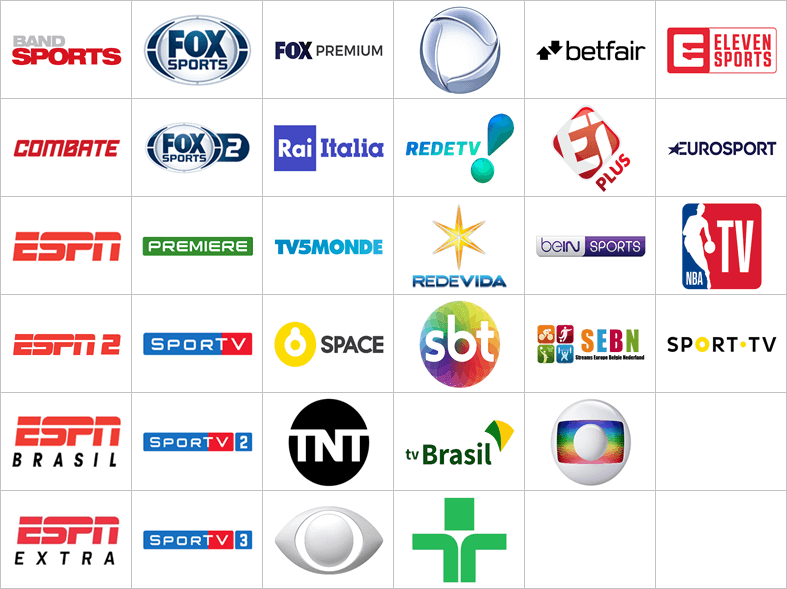 BAND
SPORTS
FOX
SPORTS
FOX PREMIUM
betfair
E ELEVEN
SPORTS
COMBATE
FOX
SPORTS 2
Rai Italia
REDETV
E1
PLUS
EUROSPORT
ESPN
PREMIERE
TV5MONDE
REDEVIDA
beIN SPORTS
NBA TV
ESPN 2
SPORTV
SPACE
sbt
SEBN
Streams Europe Belgie Nederland
SPORT•TV
ESPN
BRASIL
SPORTV 2
TNT
tv Brasil
ESPN
EXTRA
SPORTV 3